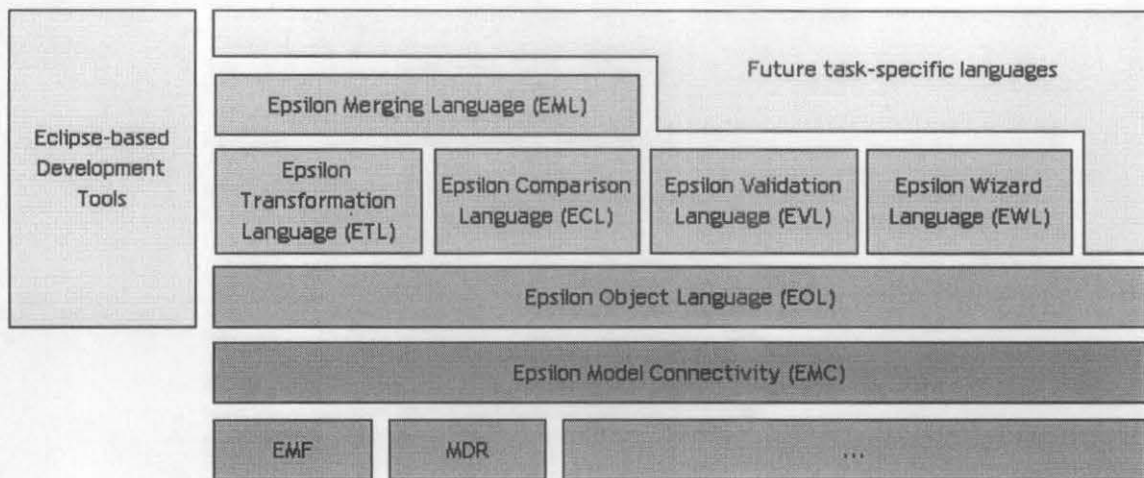 Eclipse-based
Development
Tools
Future task-specific languages
Epsilon Merging Language (EML)
Epsilon
Transformation
Language (ETL)
Epsilon Comparison
Language (ECL)
Epsilon Validation
Language (EVL)
Epsilon Wizard
Language (EWL)
Epsilon Object Language (EOL)
Epsilon Model Connectivity (EMC)
EMF
MDR
...